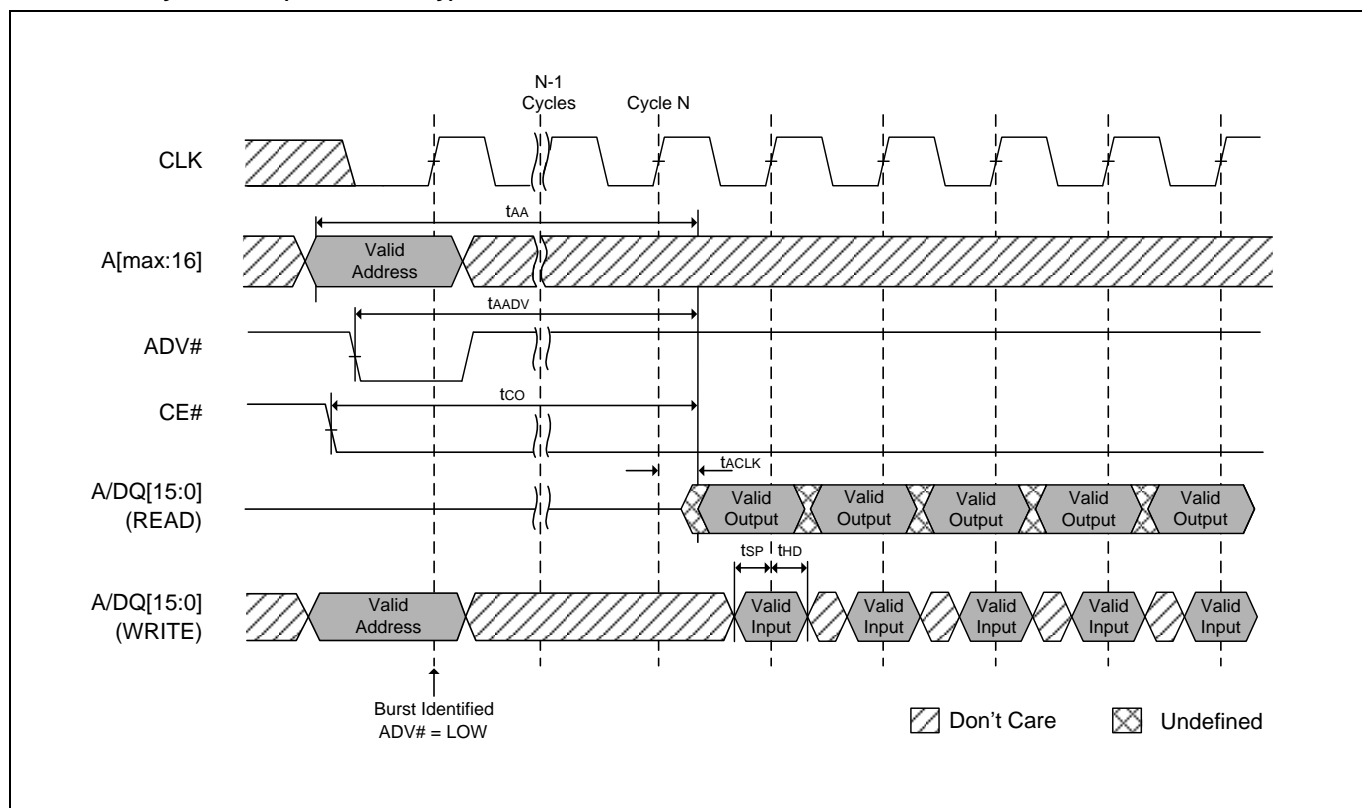 N-1
Cycles
Cycle N
CLK
tAA
A[max:16]
Valid
Address
tAADV
ADV#
tCO
CE#
tACLK
A/DQ[15:0]
(READ)
Valid
Output
Valid
Output
Valid
Output
Valid
Output
Valid
Output
tSP
tHD
A/DQ[15:0]
(WRITE)
Valid
Address
Valid
Input
Valid
Input
Valid
Input
Valid
Input
Valid
Input
Burst Identified
ADV# = LOW
Don't Care
Undefined